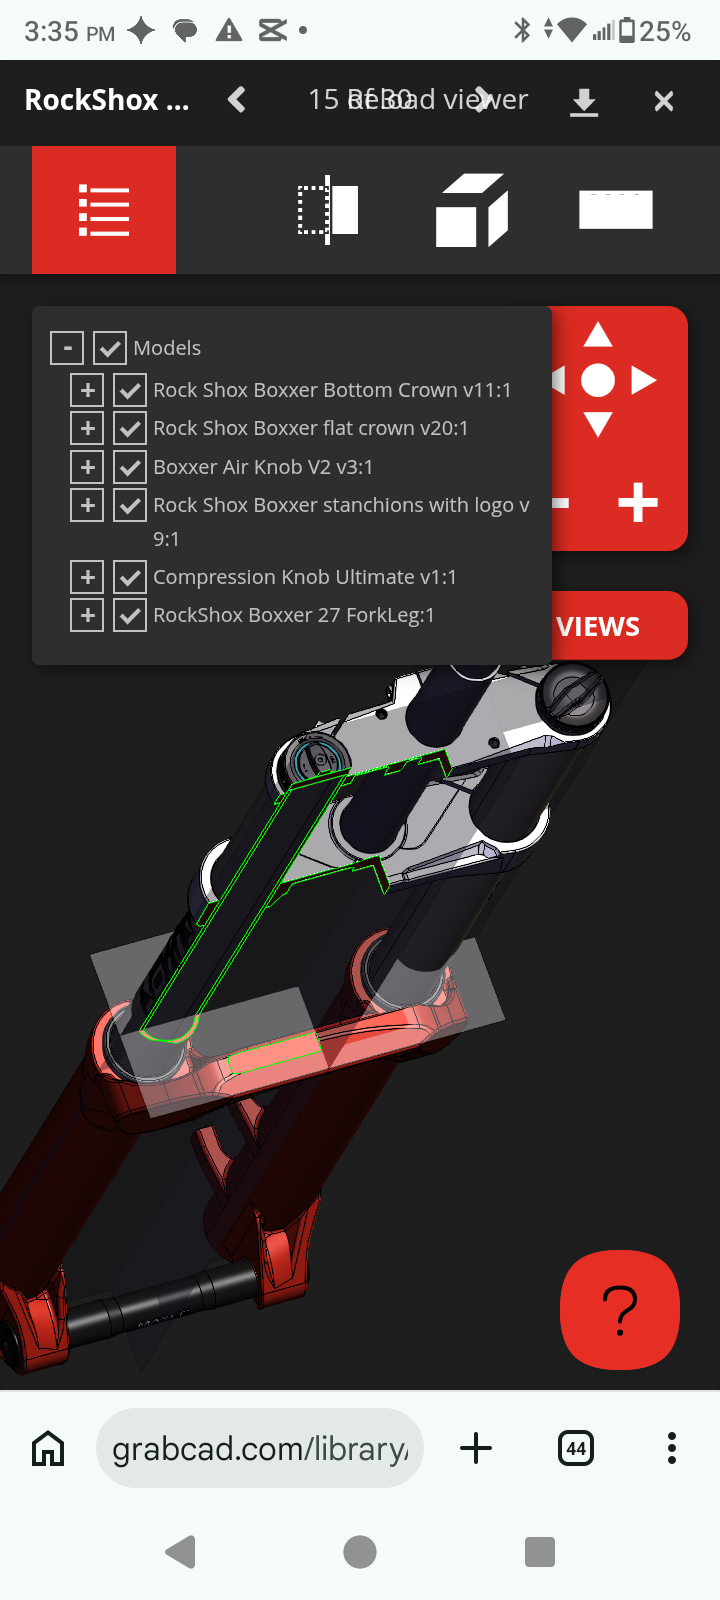 3:35 PM
25%
RockShox ...
15 of 30
Reload viewer
- Models
+ Rock Shox Boxxer Bottom Crown v11:1
+ Rock Shox Boxxer flat crown v20:1
+ Boxxer Air Knob V2 v3:1
+ Rock Shox Boxxer stanchions with logo v
9:1
+ Compression Knob Ultimate v1:1
+ RockShox Boxxer 27 ForkLeg:1
VIEWS
?
grabcad.com/library/
44